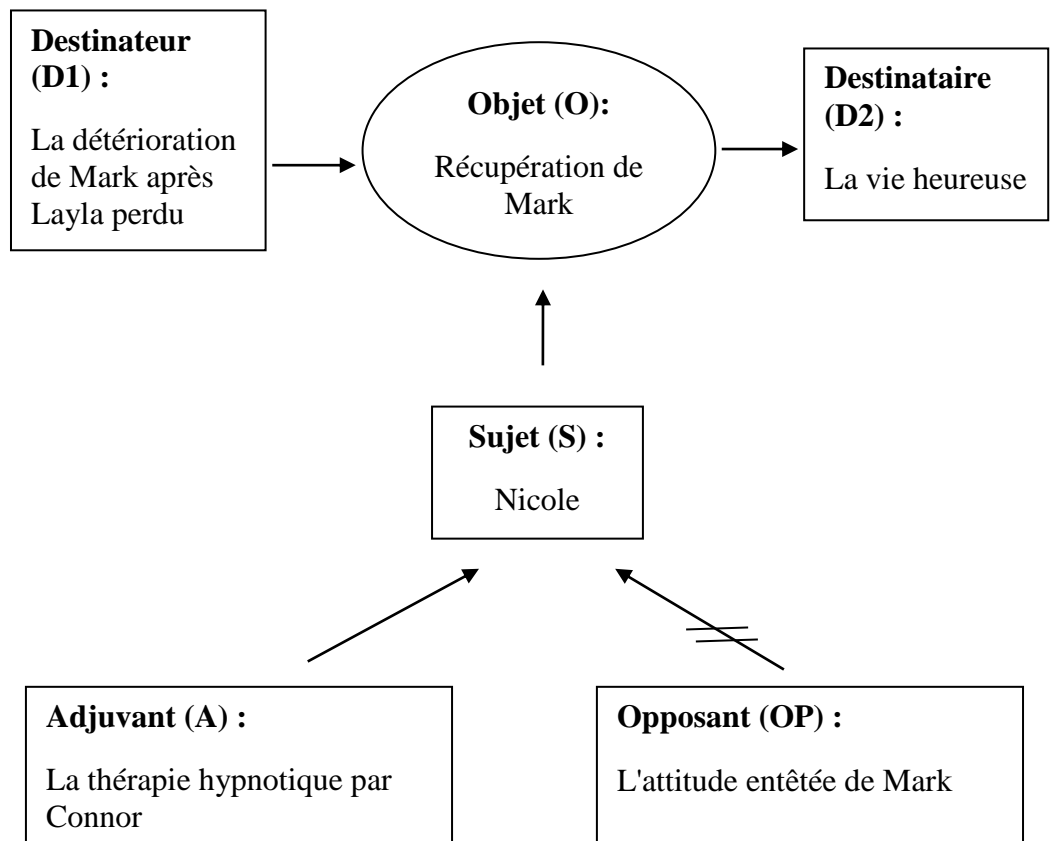 Destinateur
(D1) :
La détérioration
de Mark après
Layla perdu
Objet (O):
Récupération de
Mark
Destinataire
(D2) :
La vie heureuse
Sujet (S) :
Nicole
Adjuvant (A) :
La thérapie hypnotique par
Connor
Opposant (OP) :
L'attitude entêtée de Mark